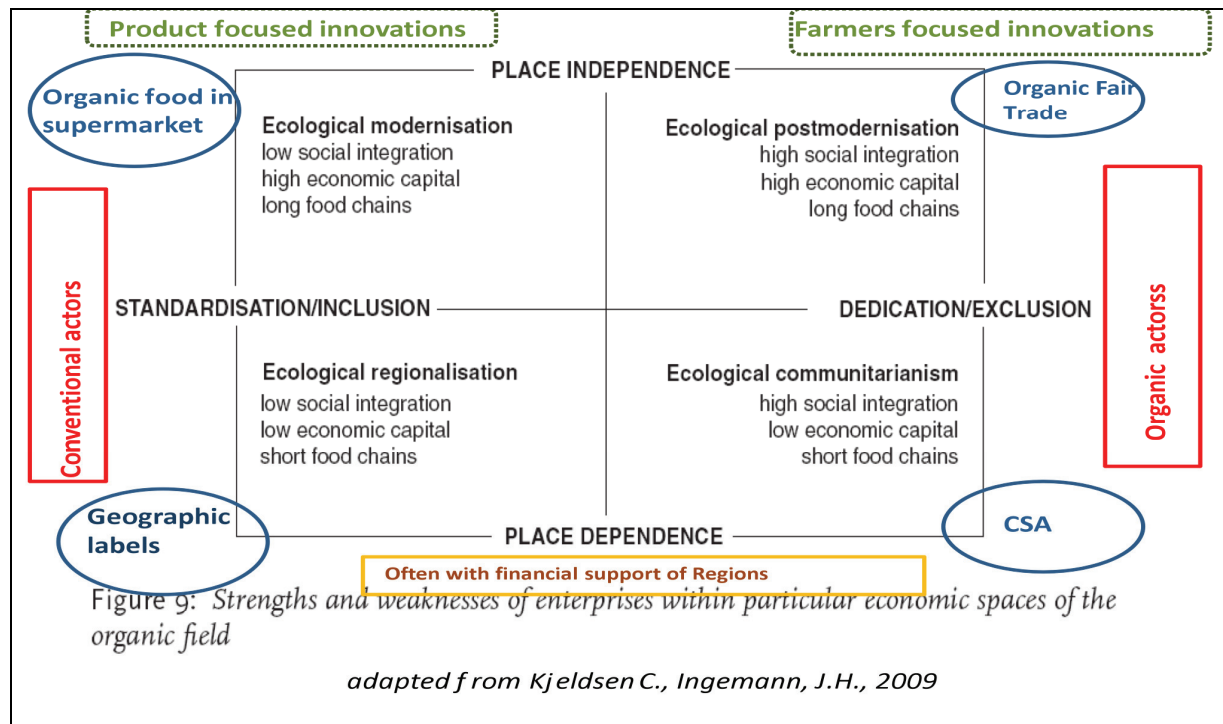 Product focused innovations
Farmers focused innovations
PLACE INDEPENDENCE
Organic food in
supermarket
Organic Fair
Trade
Ecological modernisation
low social integration
high economic capital
long food chains
Ecological postmodernisation
high social integration
high economic capital
long food chains
Conventional actors
STANDARDISATION/INCLUSION
DEDICATION/EXCLUSION
Organic actorss
Ecological regionalisation
low social integration
low economic capital
short food chains
Ecological communitarianism
high social integration
low economic capital
short food chains
Geographic
labels
PLACE DEPENDENCE
CSA
Often with financial support of Regions
Figure 9: Strengths and weaknesses of enterprises within particular economic spaces of the
organic field
adapted from Kjeldsen C., Ingemann, J.H., 2009